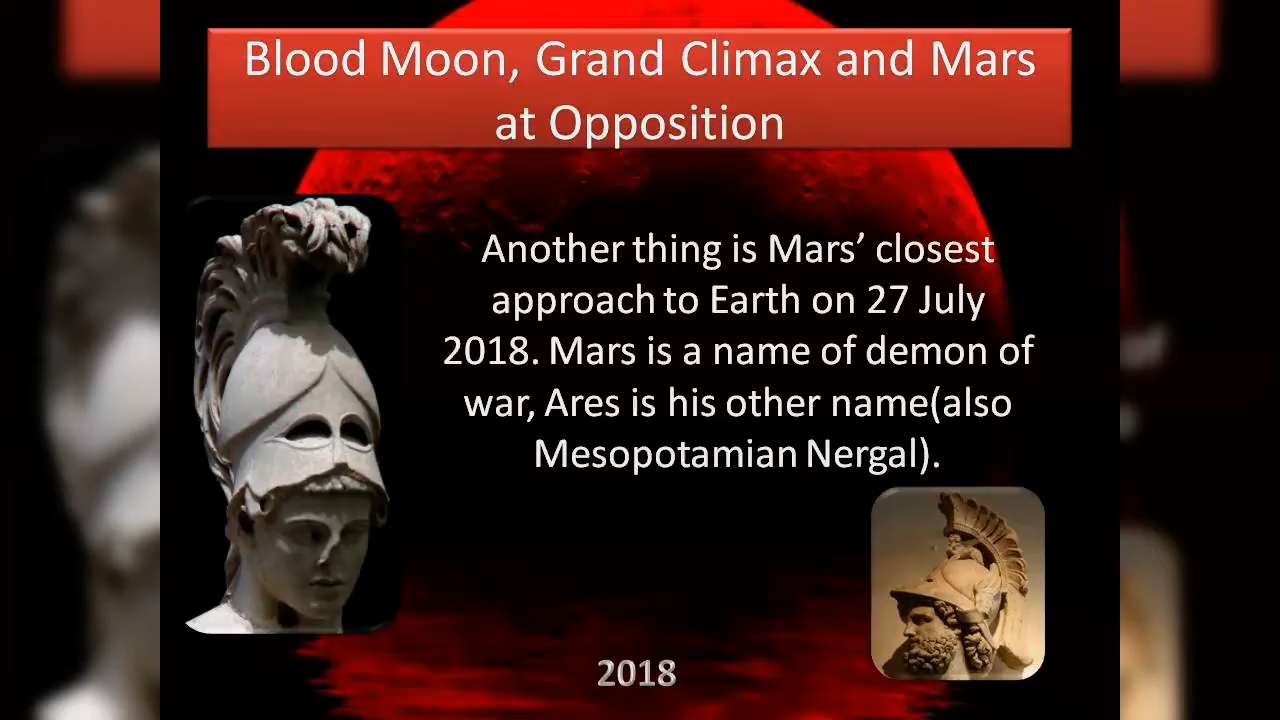 Blood Moon, Grand Climax and Mars
at Opposition
Another thing is Mars’ closest
approach to Earth on 27 July
2018. Mars is a name of demon of
war, Ares is his other name(also
Mesopotamian Nergal).
2018